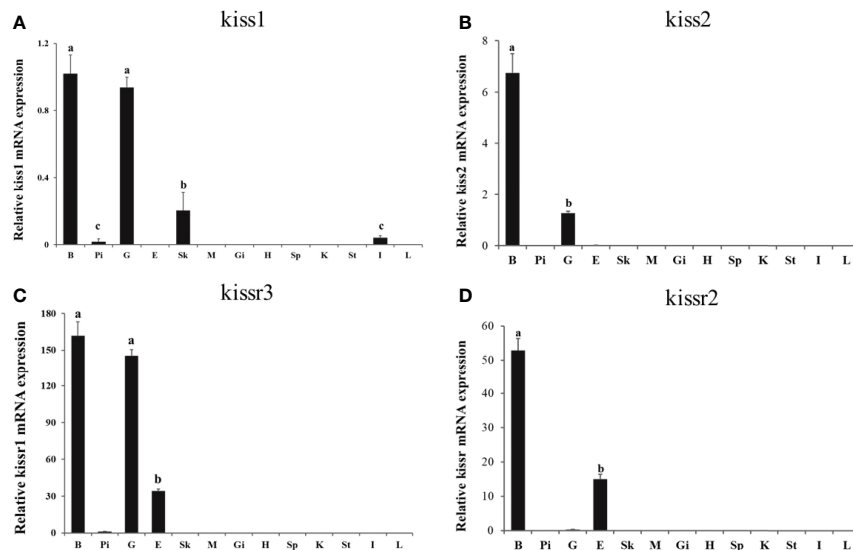 A
kiss1
Relative kiss1 mRNA expression
1.2
0.8
0.4
0
a
c
a
b
c
B Pi G E Sk M Gi H Sp K St I L
B
kiss2
Relative kiss2 mRNA expression
8
6
4
2
0
a
b
B Pi G E Sk M Gi H Sp K St I L
C
kissr3
Relative kissr1 mRNA expression
180
150
120
90
60
30
0
a
a
b
B Pi G E Sk M Gi H Sp K St I L
D
kissr2
Relative kissr mRNA expression
60
50
40
30
20
10
0
a
b
B Pi G E Sk M Gi H Sp K St I L